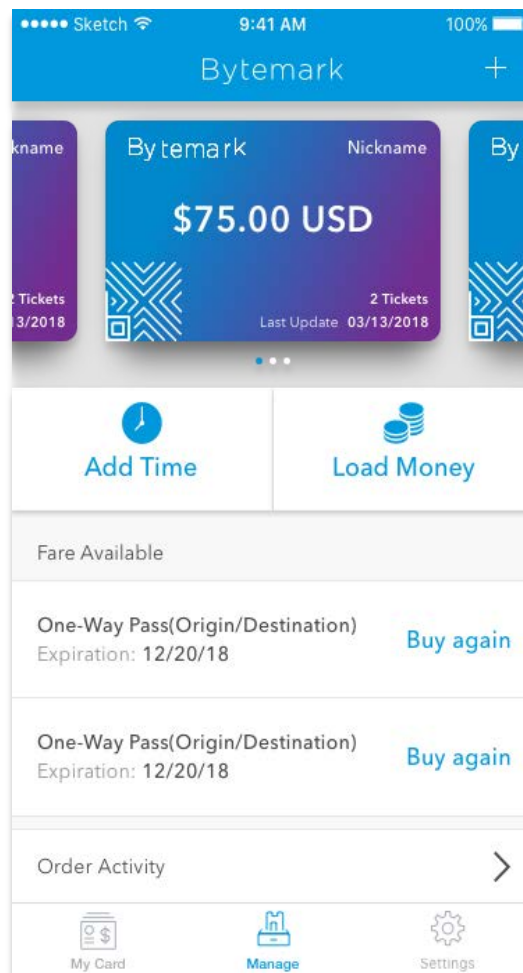 Sketch 9:41 AM 100%
Bytemark +
kname
Bytemark Nickname
By
$75.00 USD
2 Tickets
3/2018
2 Tickets
Last Update 03/13/2018
Add Time Load Money
Fare Available
One-Way Pass(Origin/Destination)
Expiration: 12/20/18
Buy again
One-Way Pass(Origin/Destination)
Expiration: 12/20/18
Buy again
Order Activity
My Card Manage Settings